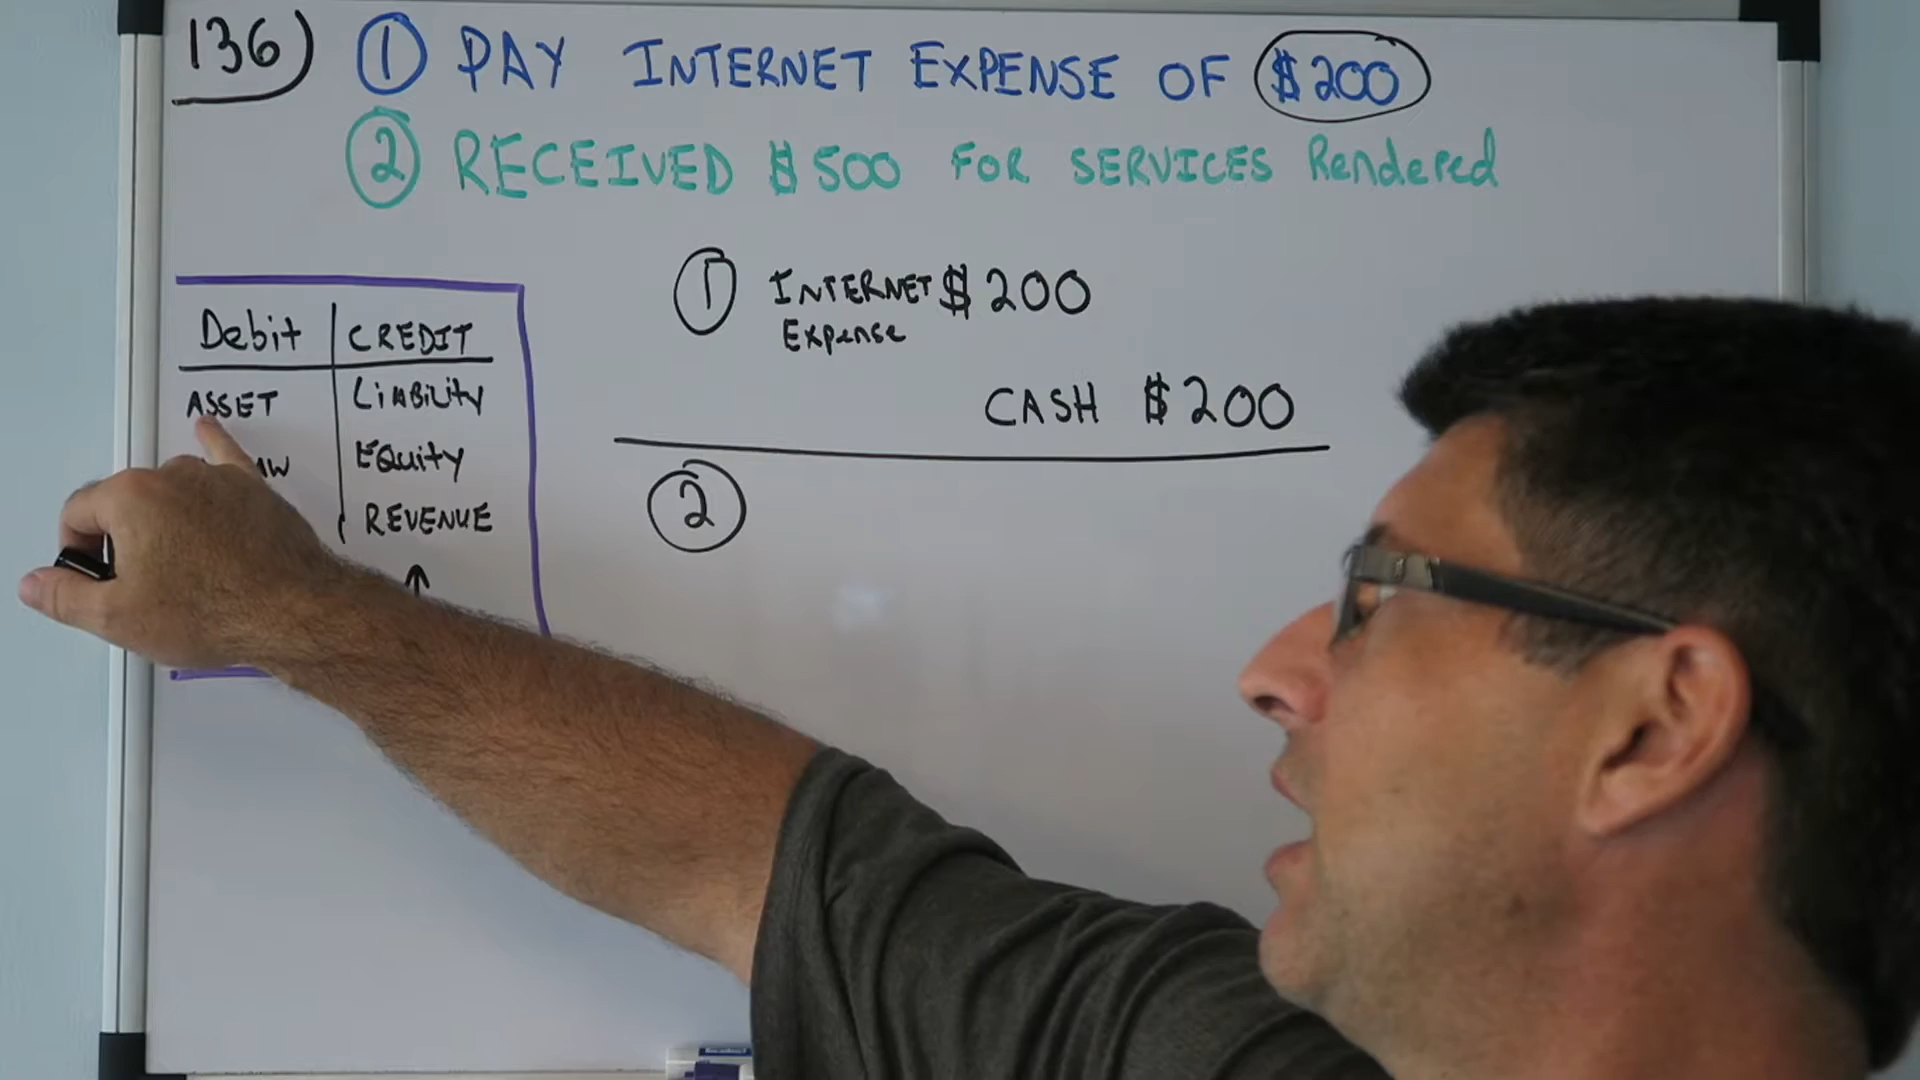 136) ① PAY INTERNET EXPENSE OF $200
② RECEIVED $500 FOR SERVICES Rendered
Debit CREDIT
ASSET LiABiLity
EQuity
REVENUE
↑
① INTERNET $200
Expense
CASH $200
②